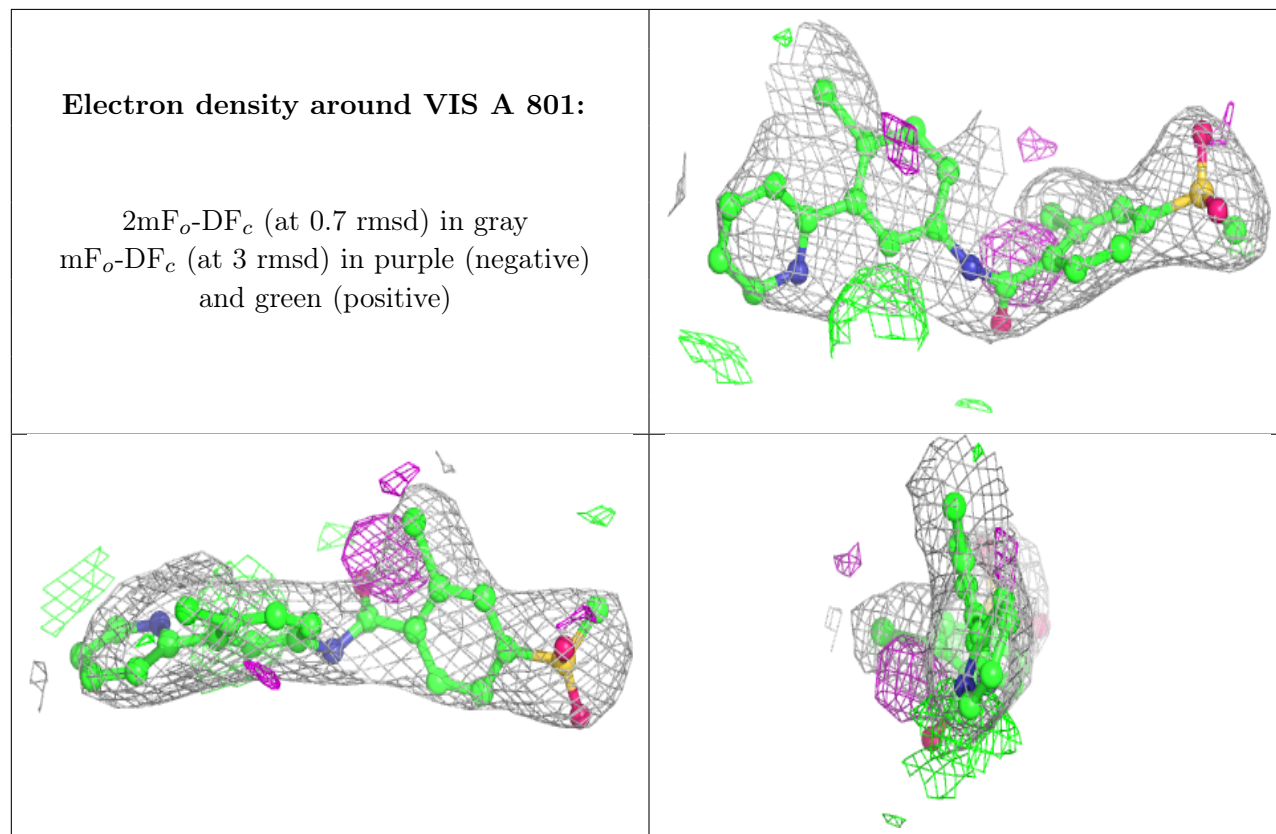 Electron density around VIS A 801:
2mFo-DFc (at 0.7 rmsd) in gray
mFo-DFc (at 3 rmsd) in purple (negative)
and green (positive)